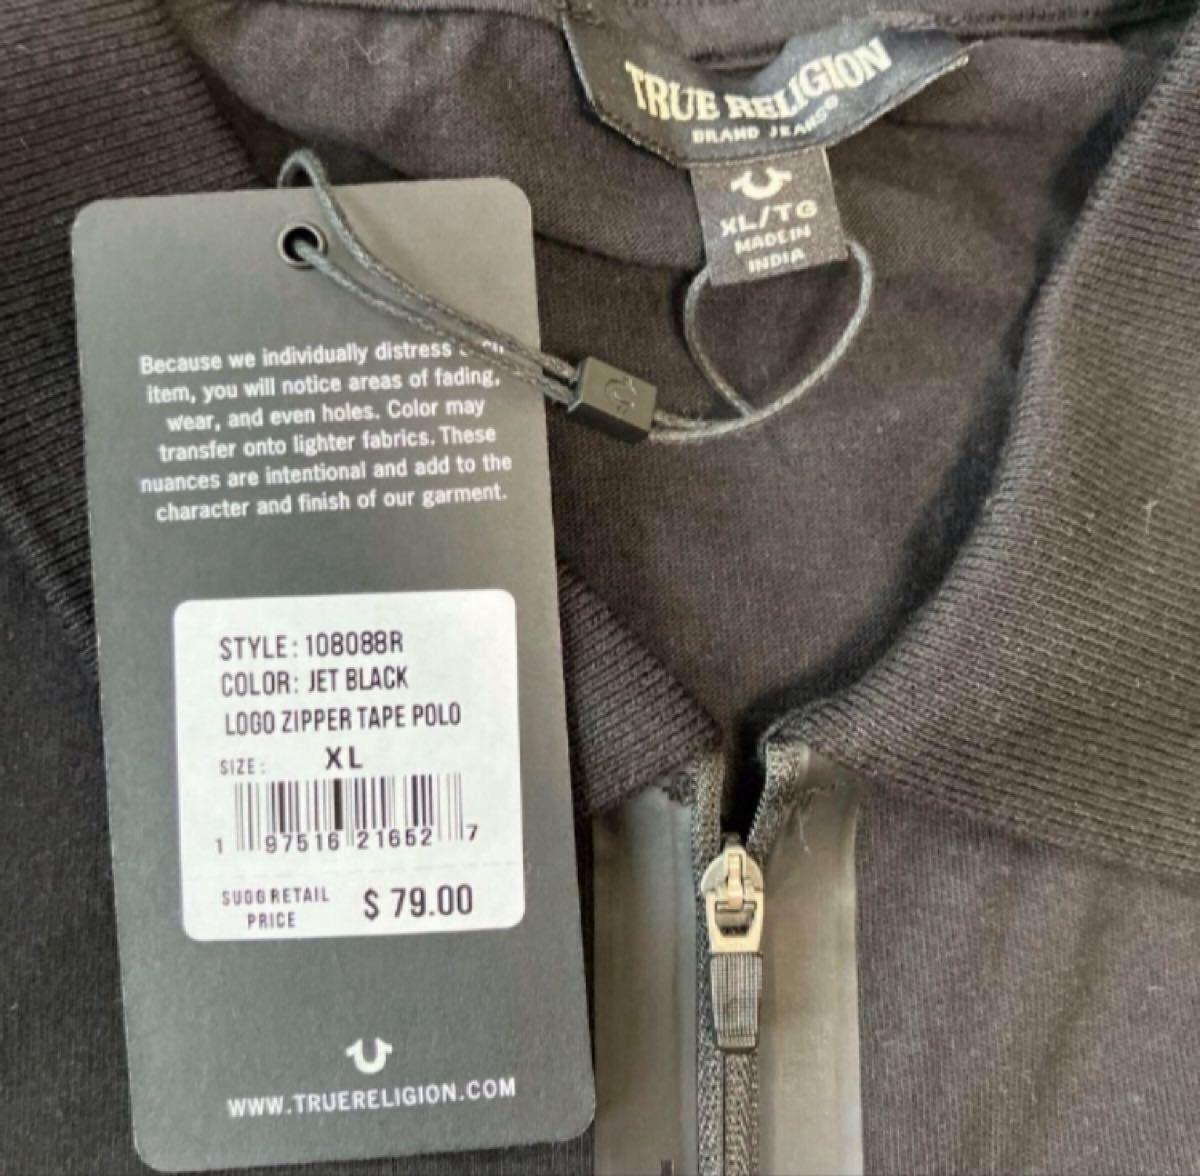 TRUE RELIGION
BRAND JEANS®
XL/TG
MADE IN
INDIA
Because we individually distress
item, you will notice areas of fading,
wear, and even holes. Color may
transfer onto lighter fabrics. These
nuances are intentional and add to the
character and finish of our garment.
STYLE: 108088R
COLOR: JET BLACK
LOGO ZIPPER TAPE POLO
SIZE: XL
1 97516 21652 7
SUGG RETAIL
PRICE $ 79.00
WWW.TRUERELIGION.COM